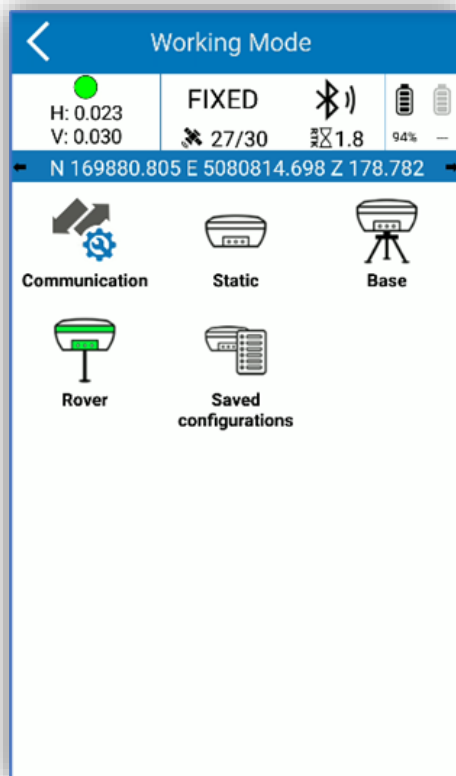 Working Mode
H: 0.023
V: 0.030
FIXED
27/30
RTK 1.8
94%
—
N 169880.805 E 5080814.698 Z 178.782
Communication
Static
Base
Rover
Saved
configurations